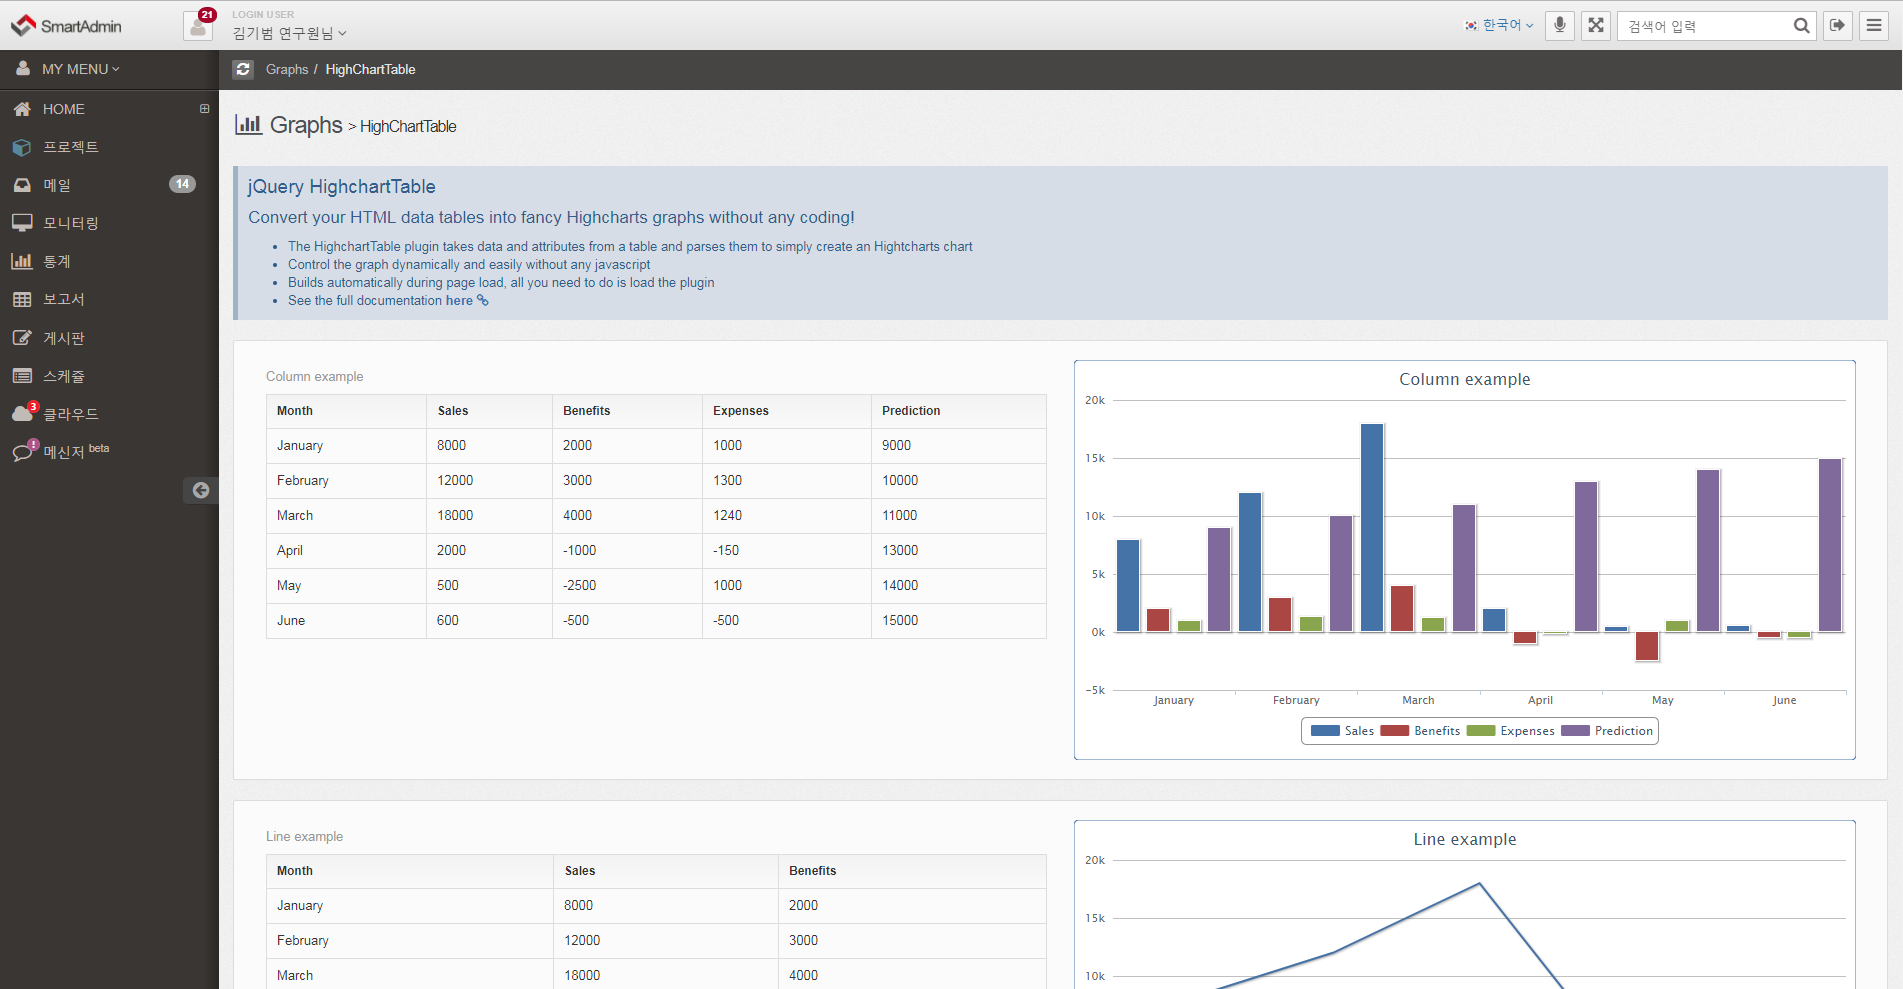 SmartAdmin
21
LOGIN USER
김기범 연구원님
한국어
검색어 입력
MY MENU
Graphs / HighChartTable
HOME
프로젝트
메일 14
모니터링
통계
보고서
게시판
스케쥴
3 클라우드
! 메신저 beta
Graphs > HighChartTable
jQuery HighchartTable
Convert your HTML data tables into fancy Highcharts graphs without any coding!
The HighchartTable plugin takes data and attributes from a table and parses them to simply create an Hightcharts chart
Control the graph dynamically and easily without any javascript
Builds automatically during page load, all you need to do is load the plugin
See the full documentation here
Column example
Month Sales Benefits Expenses Prediction
January 8000 2000 1000 9000
February 12000 3000 1300 10000
March 18000 4000 1240 11000
April 2000 -1000 -150 13000
May 500 -2500 1000 14000
June 600 -500 -500 15000
Column example
20k
15k
10k
5k
0k
-5k
January February March April May June
Sales Benefits Expenses Prediction
Line example
Month Sales Benefits
January 8000 2000
February 12000 3000
March 18000 4000
Line example
20k
15k
10k